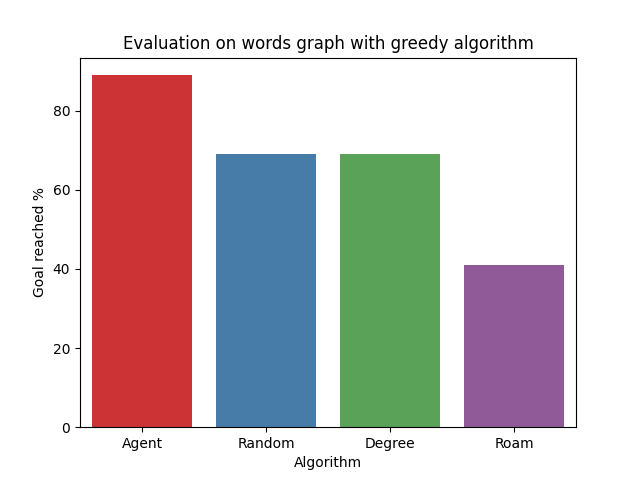 Evaluation on words graph with greedy algorithm
Goal reached %
80
60
40
20
0
Agent Random Degree Roam
Algorithm